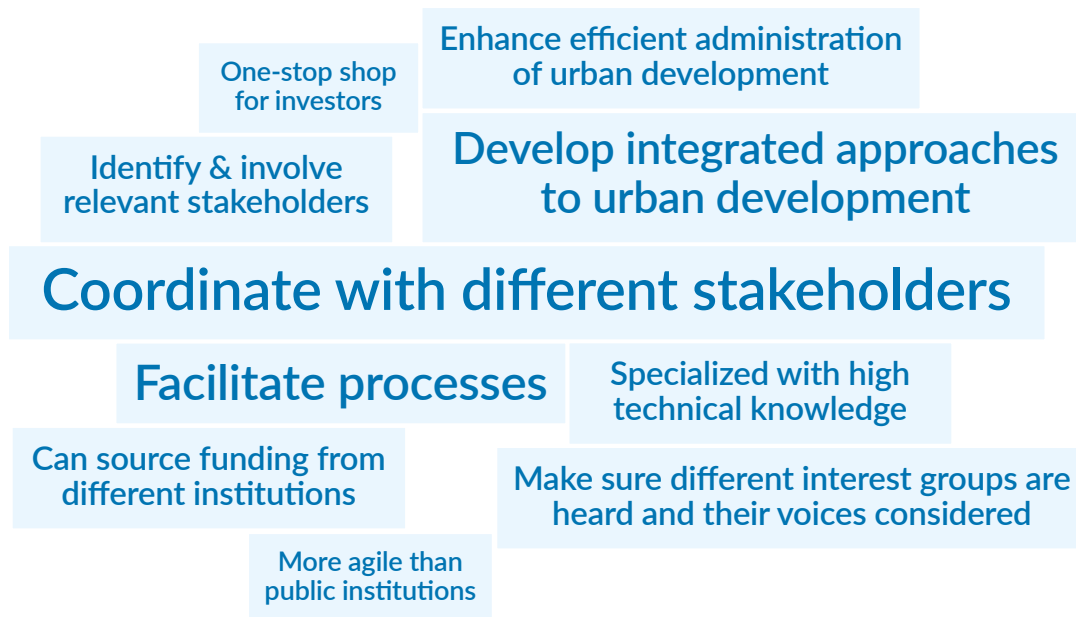 Enhance efficient administration
of urban development
One-stop shop
for investors
Develop integrated approaches
to urban development
Identify & involve
relevant stakeholders
Coordinate with different stakeholders
Facilitate processes
Specialized with high
technical knowledge
Can source funding from
different institutions
Make sure different interest groups are
heard and their voices considered
More agile than
public institutions